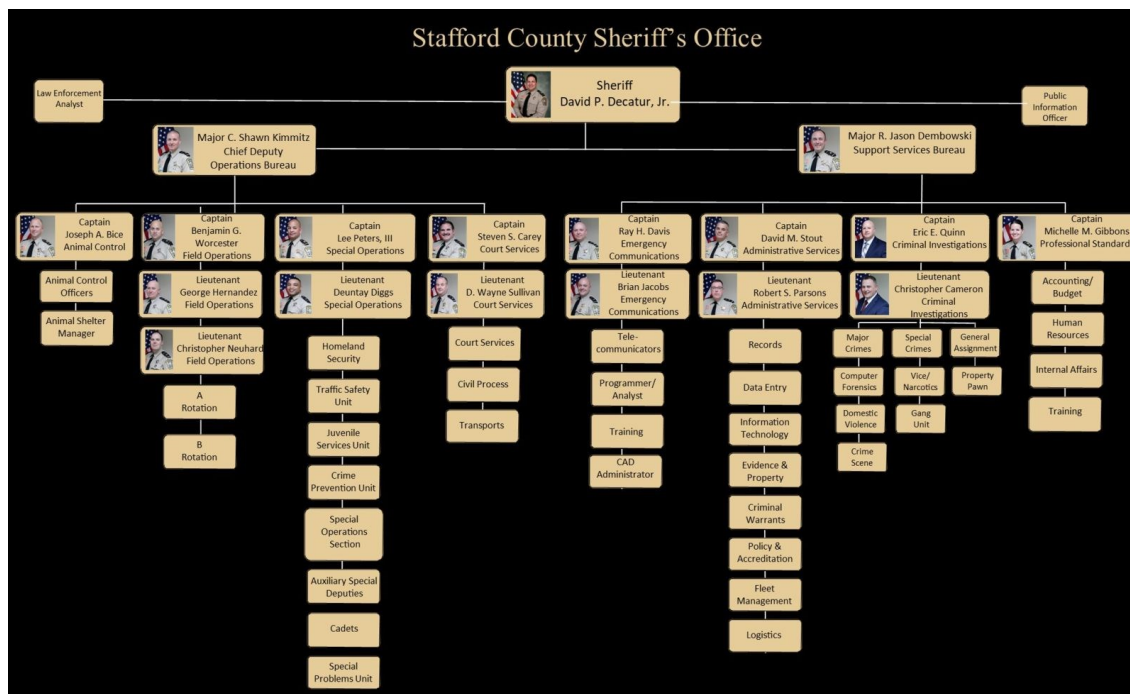 Stafford County Sheriff's Office
Sheriff
David P. Decatur, Jr.
Law Enforcement
Analyst
Public
Information
Officer
Major C. Shawn Kimmitz
Chief Deputy
Operations Bureau
Major R. Jason Dembowski
Support Services Bureau
Captain
Joseph A. Bice
Animal Control
Captain
Benjamin G.
Worcester
Field Operations
Captain
Lee Peters, III
Special Operations
Captain
Steven S. Carey
Court Services
Captain
Ray H. Davis
Emergency
Communications
Captain
David M. Stout
Administrative Services
Captain
Eric E. Quinn
Criminal Investigations
Captain
Michelle M. Gibbons
Professional Standards
Animal Control
Officers
Animal Shelter
Manager
Lieutenant
George Hernandez
Field Operations
Lieutenant
Christopher Neuhard
Field Operations
A
Rotation
B
Rotation
Lieutenant
Deuntay Diggs
Special Operations
Homeland
Security
Traffic Safety
Unit
Juvenile
Services Unit
Crime
Prevention Unit
Special
Operations
Section
Auxiliary Special
Deputies
Cadets
Special
Problems Unit
Lieutenant
D. Wayne Sullivan
Court Services
Court Services
Civil Process
Transports
Lieutenant
Brian Jacobs
Emergency
Communications
Tele-
communicators
Programmer/
Analyst
Training
CAD
Administrator
Lieutenant
Robert S. Parsons
Administrative Services
Records
Data Entry
Information
Technology
Evidence &
Property
Criminal
Warrants
Policy &
Accreditation
Fleet
Management
Logistics
Lieutenant
Christopher Cameron
Criminal
Investigations
Major
Crimes
Computer
Forensics
Domestic
Violence
Crime
Scene
Special
Crimes
Vice/
Narcotics
Gang
Unit
General
Assignment
Property
Pawn
Accounting/
Budget
Human
Resources
Internal Affairs
Training